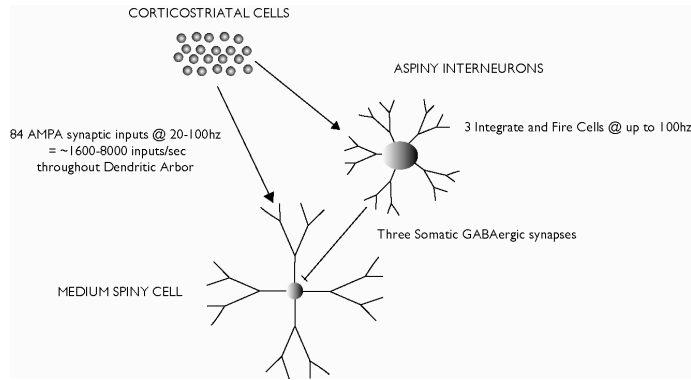 CORTICOSTRIATAL CELLS
ASPINY INTERNEURONS
84 AMPA synaptic inputs @ 20-100hz
= ~1600-8000 inputs/sec
throughout Dendritic Arbor
3 Integrate and Fire Cells @ up to 100hz
Three Somatic GABAergic synapses
MEDIUM SPINY CELL